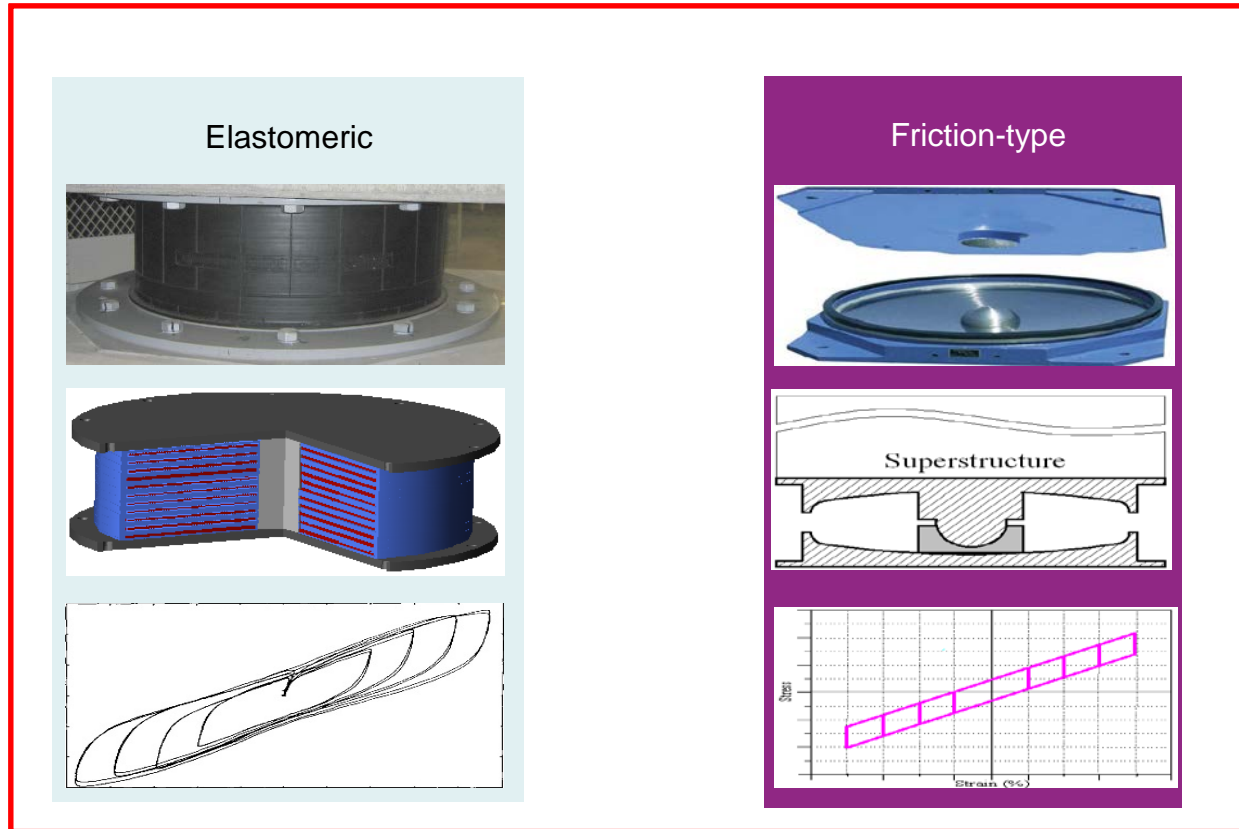 Elastomeric
Friction-type
Superstructure
Stress
Strain (%)